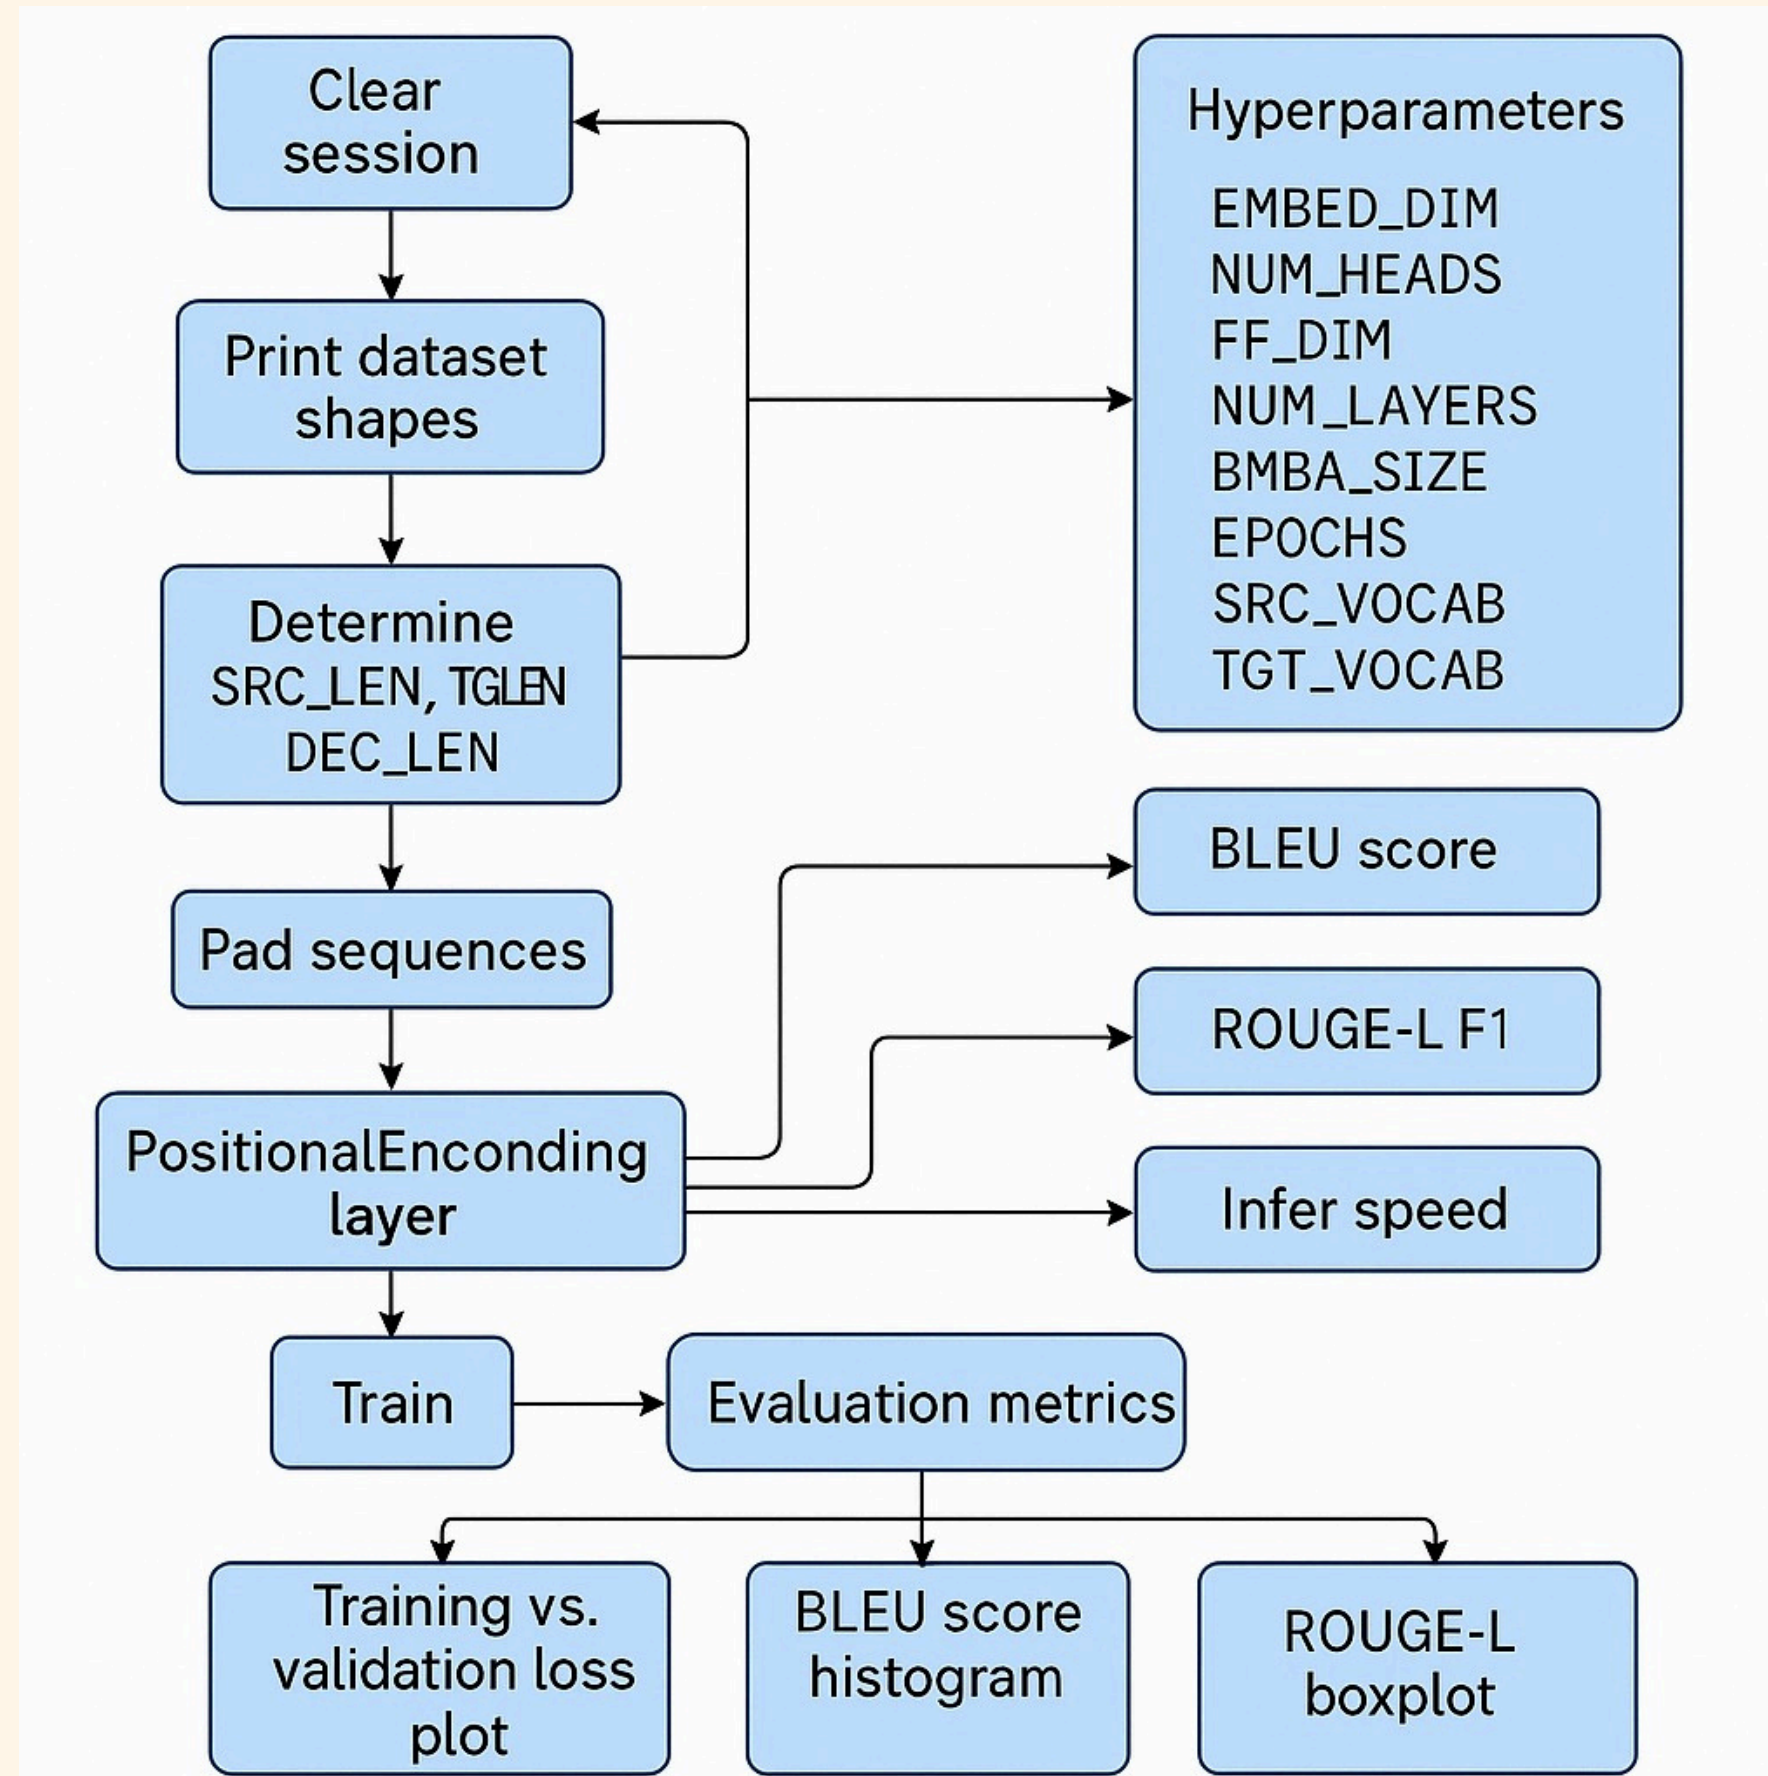 Clear
session
Print dataset
shapes
Determine
SRC_LEN, TGLEN
DEC_LEN
Pad sequences
PositionalEnconding
layer
Train
Evaluation metrics
Hyperparameters
EMBED_DIM
NUM_HEADS
FF_DIM
NUM_LAYERS
BMBA_SIZE
EPOCHS
SRC_VOCAB
TGT_VOCAB
BLEU score
ROUGE-L F1
Infer speed
Training vs.
validation loss
plot
BLEU score
histogram
ROUGE-L
boxplot